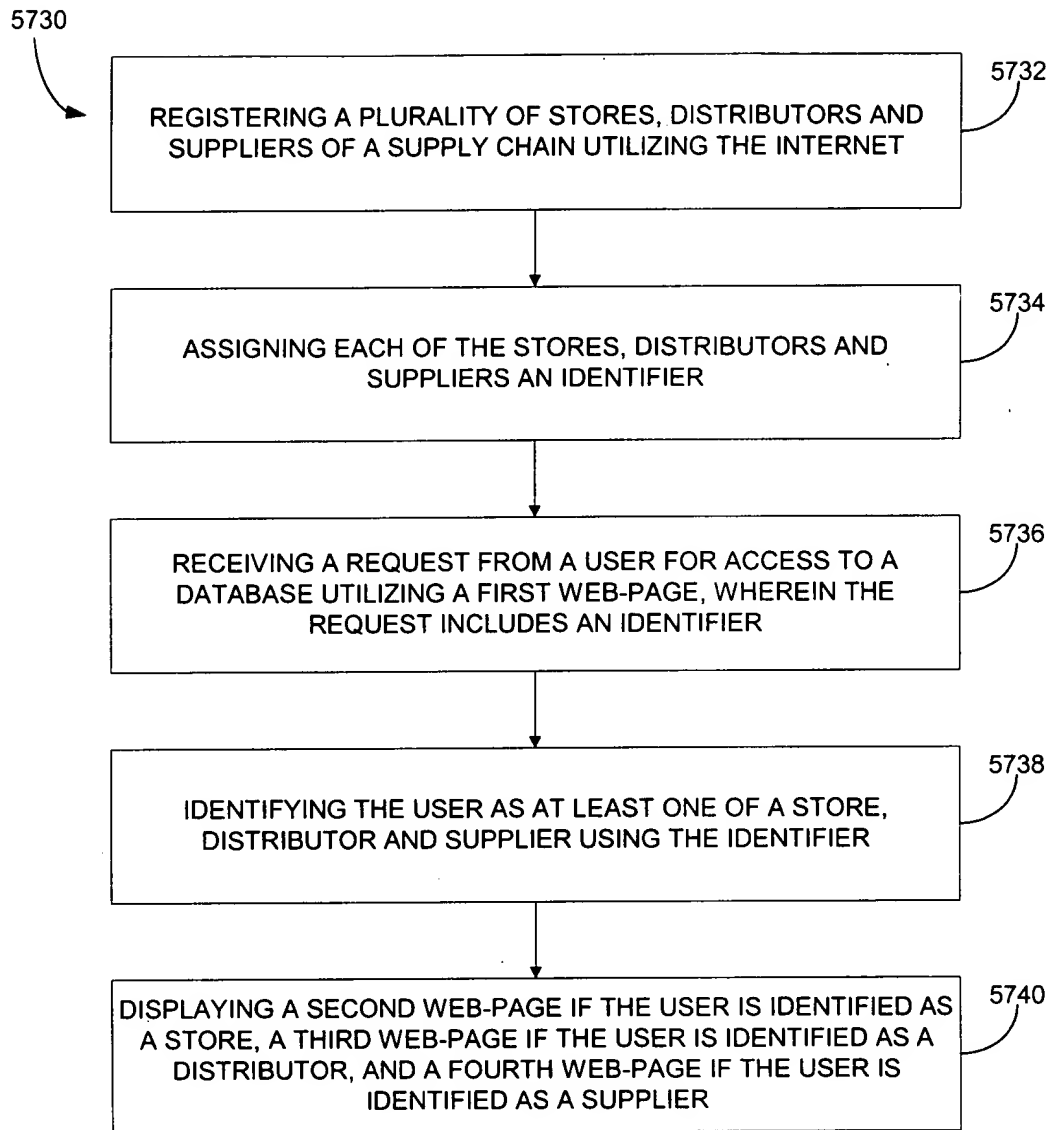 5730
5732
REGISTERING A PLURALITY OF STORES, DISTRIBUTORS AND
SUPPLIERS OF A SUPPLY CHAIN UTILIZING THE INTERNET
5734
ASSIGNING EACH OF THE STORES, DISTRIBUTORS AND
SUPPLIERS AN IDENTIFIER
5736
RECEIVING A REQUEST FROM A USER FOR ACCESS TO A
DATABASE UTILIZING A FIRST WEB-PAGE, WHEREIN THE
REQUEST INCLUDES AN IDENTIFIER
5738
IDENTIFYING THE USER AS AT LEAST ONE OF A STORE,
DISTRIBUTOR AND SUPPLIER USING THE IDENTIFIER
5740
DISPLAYING A SECOND WEB-PAGE IF THE USER IS IDENTIFIED AS
A STORE, A THIRD WEB-PAGE IF THE USER IS IDENTIFIED AS A
DISTRIBUTOR, AND A FOURTH WEB-PAGE IF THE USER IS
IDENTIFIED AS A SUPPLIER